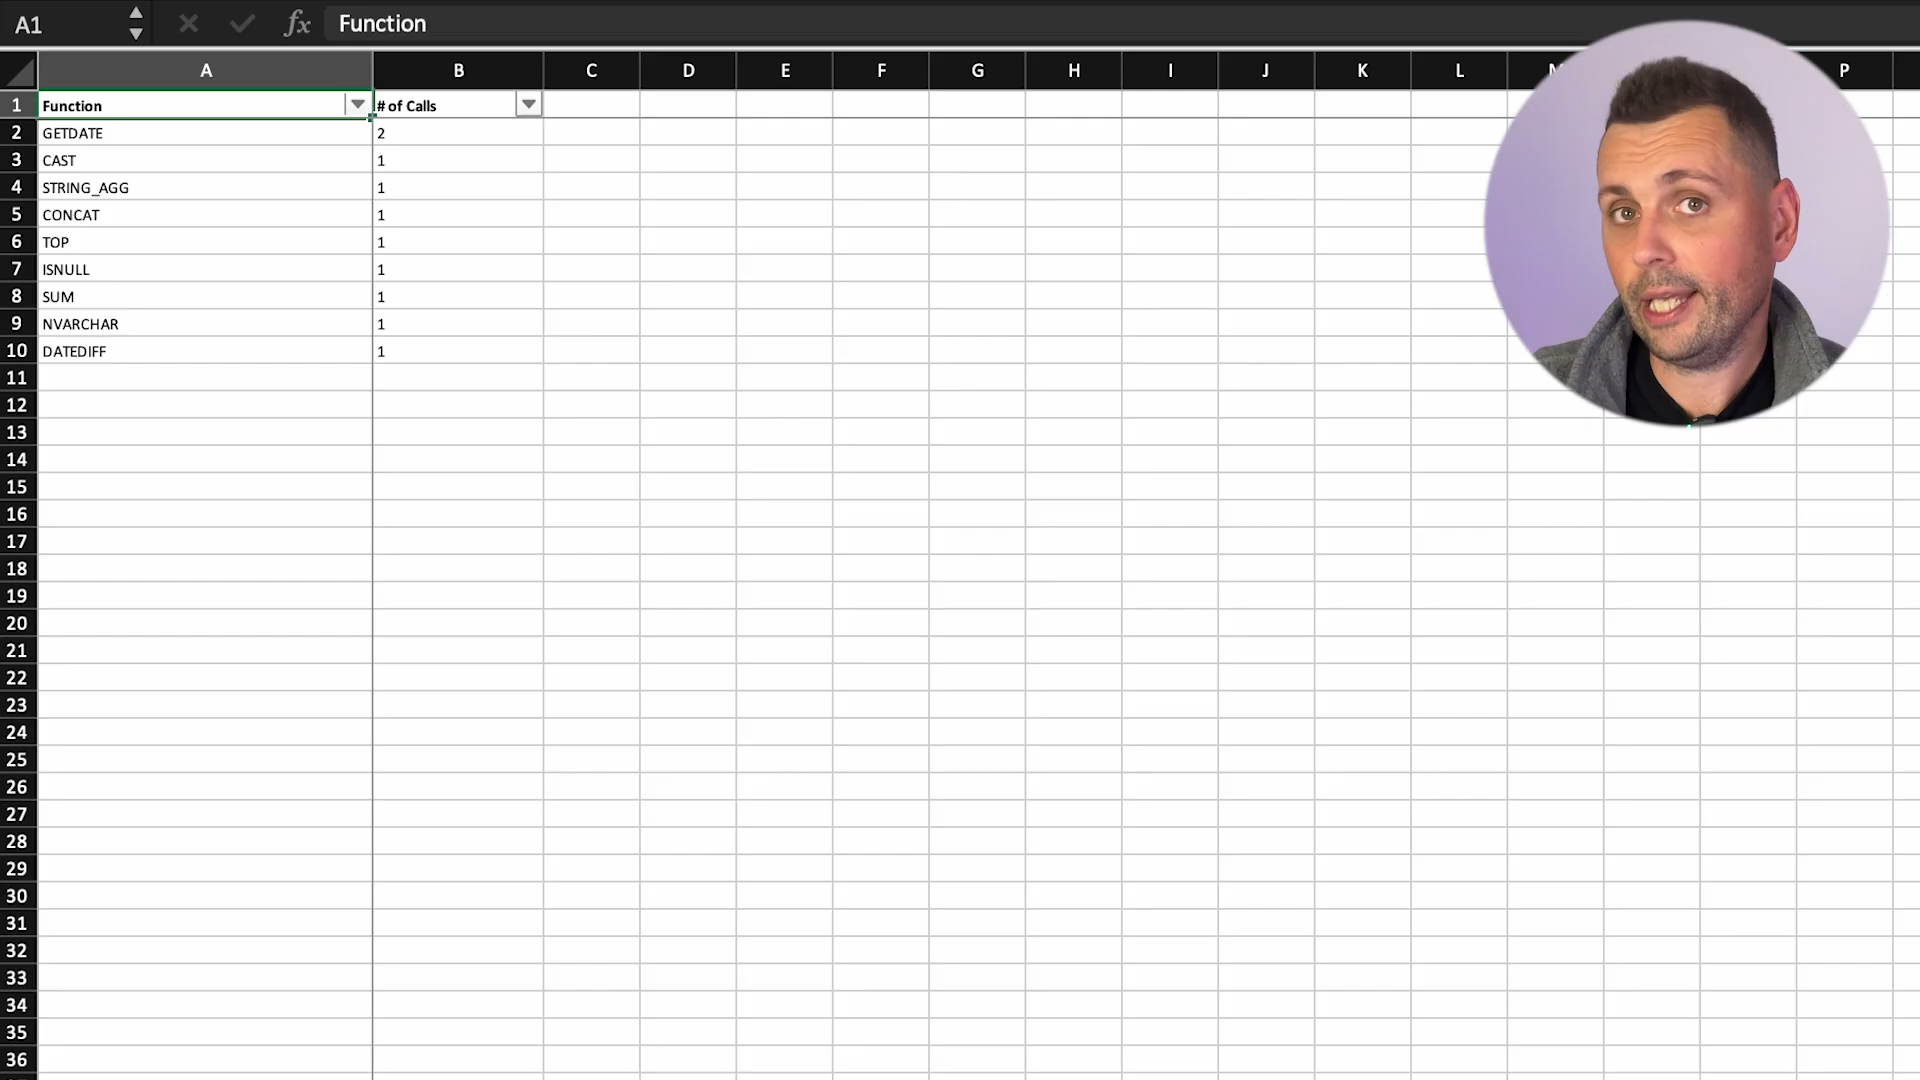 A1 fx Function
A B C D E F G H I J K L P
1 Function # of Calls
2 GETDATE 2
3 CAST 1
4 STRING_AGG 1
5 CONCAT 1
6 TOP 1
7 ISNULL 1
8 SUM 1
9 NVARCHAR 1
10 DATEDIFF 1
11
12
13
14
15
16
17
18
19
20
21
22
23
24
25
26
27
28
29
30
31
32
33
34
35
36